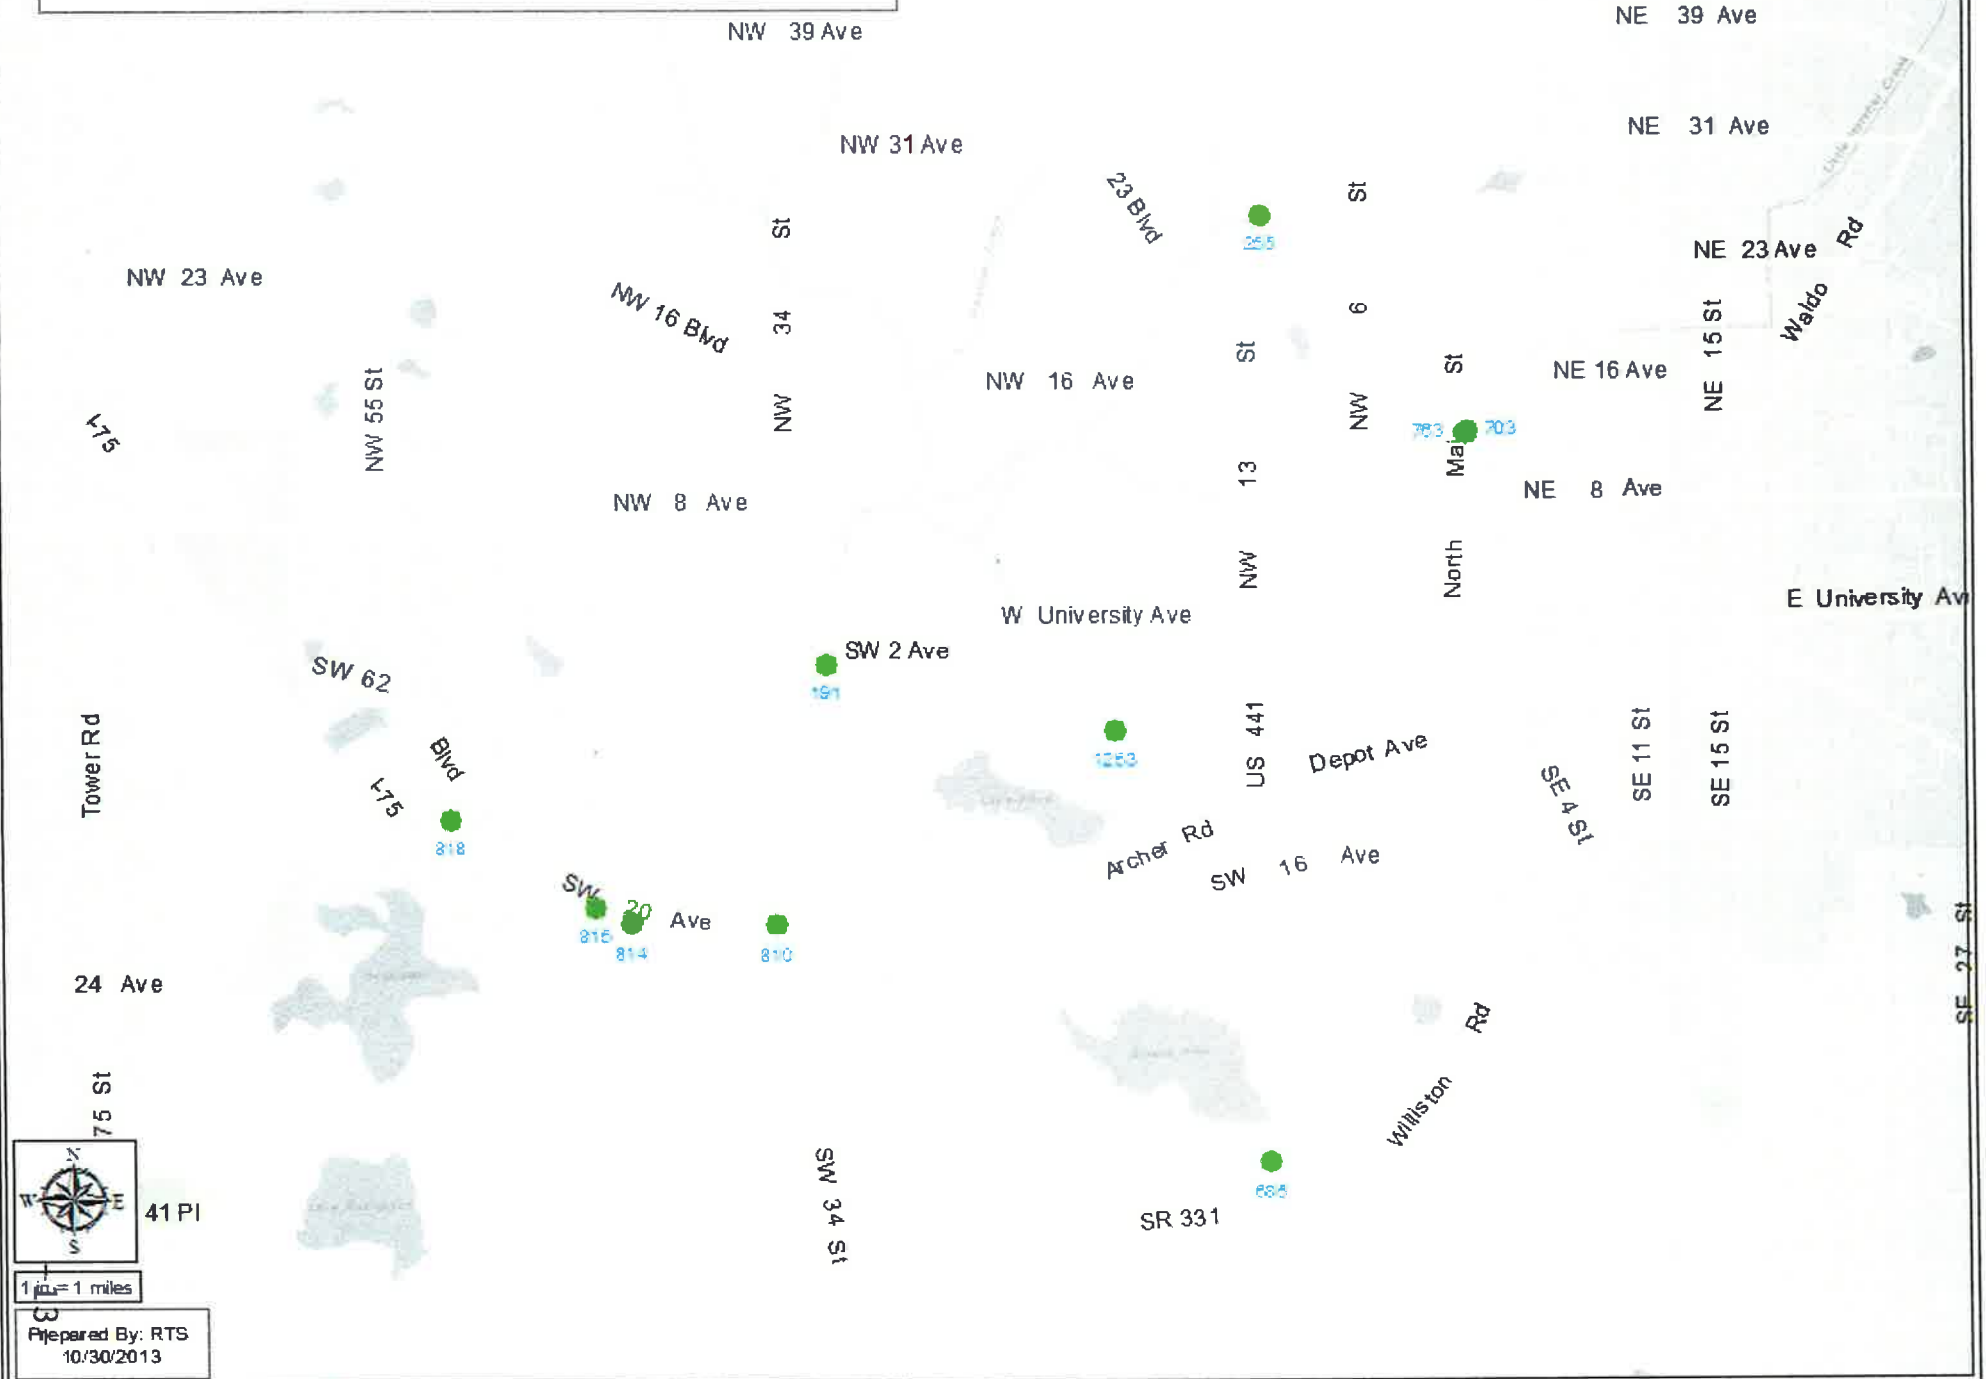 NW 39 Ave
NE 39 Ave
NW 31 Ave
NE 31 Ave
23 Blvd
NW 34 St
NW 6 St
255
NW 23 Ave
NE 23 Ave
Waldo Rd
NW 16 Blvd
NW 16 Ave
NE 16 Ave
NE 15 St
NW 55 St
I-75
NW 13 St
763
703
North Mai
St
NW 8 Ave
NE 8 Ave
W University Ave
E University Av
SW 2 Ave
191
SW 62
Blvd
Tower Rd
I-75
1253
US 441
Depot Ave
SE 4 St
SE 11 St
SE 15 St
818
Archer Rd
SW 16 Ave
SW 20 Ave
815
814
810
SE 27 St
24 Ave
75 St
Williston Rd
N
W E
S
41 Pl
SW 34 St
686
SR 331
1 in = 1 miles
13
Prepared By: RTS
10/30/2013